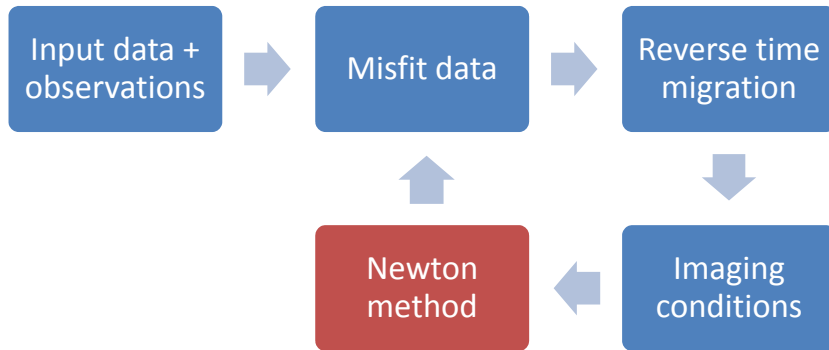 Input data +
observations
Misfit data
Reverse time
migration
Newton
method
Imaging
conditions